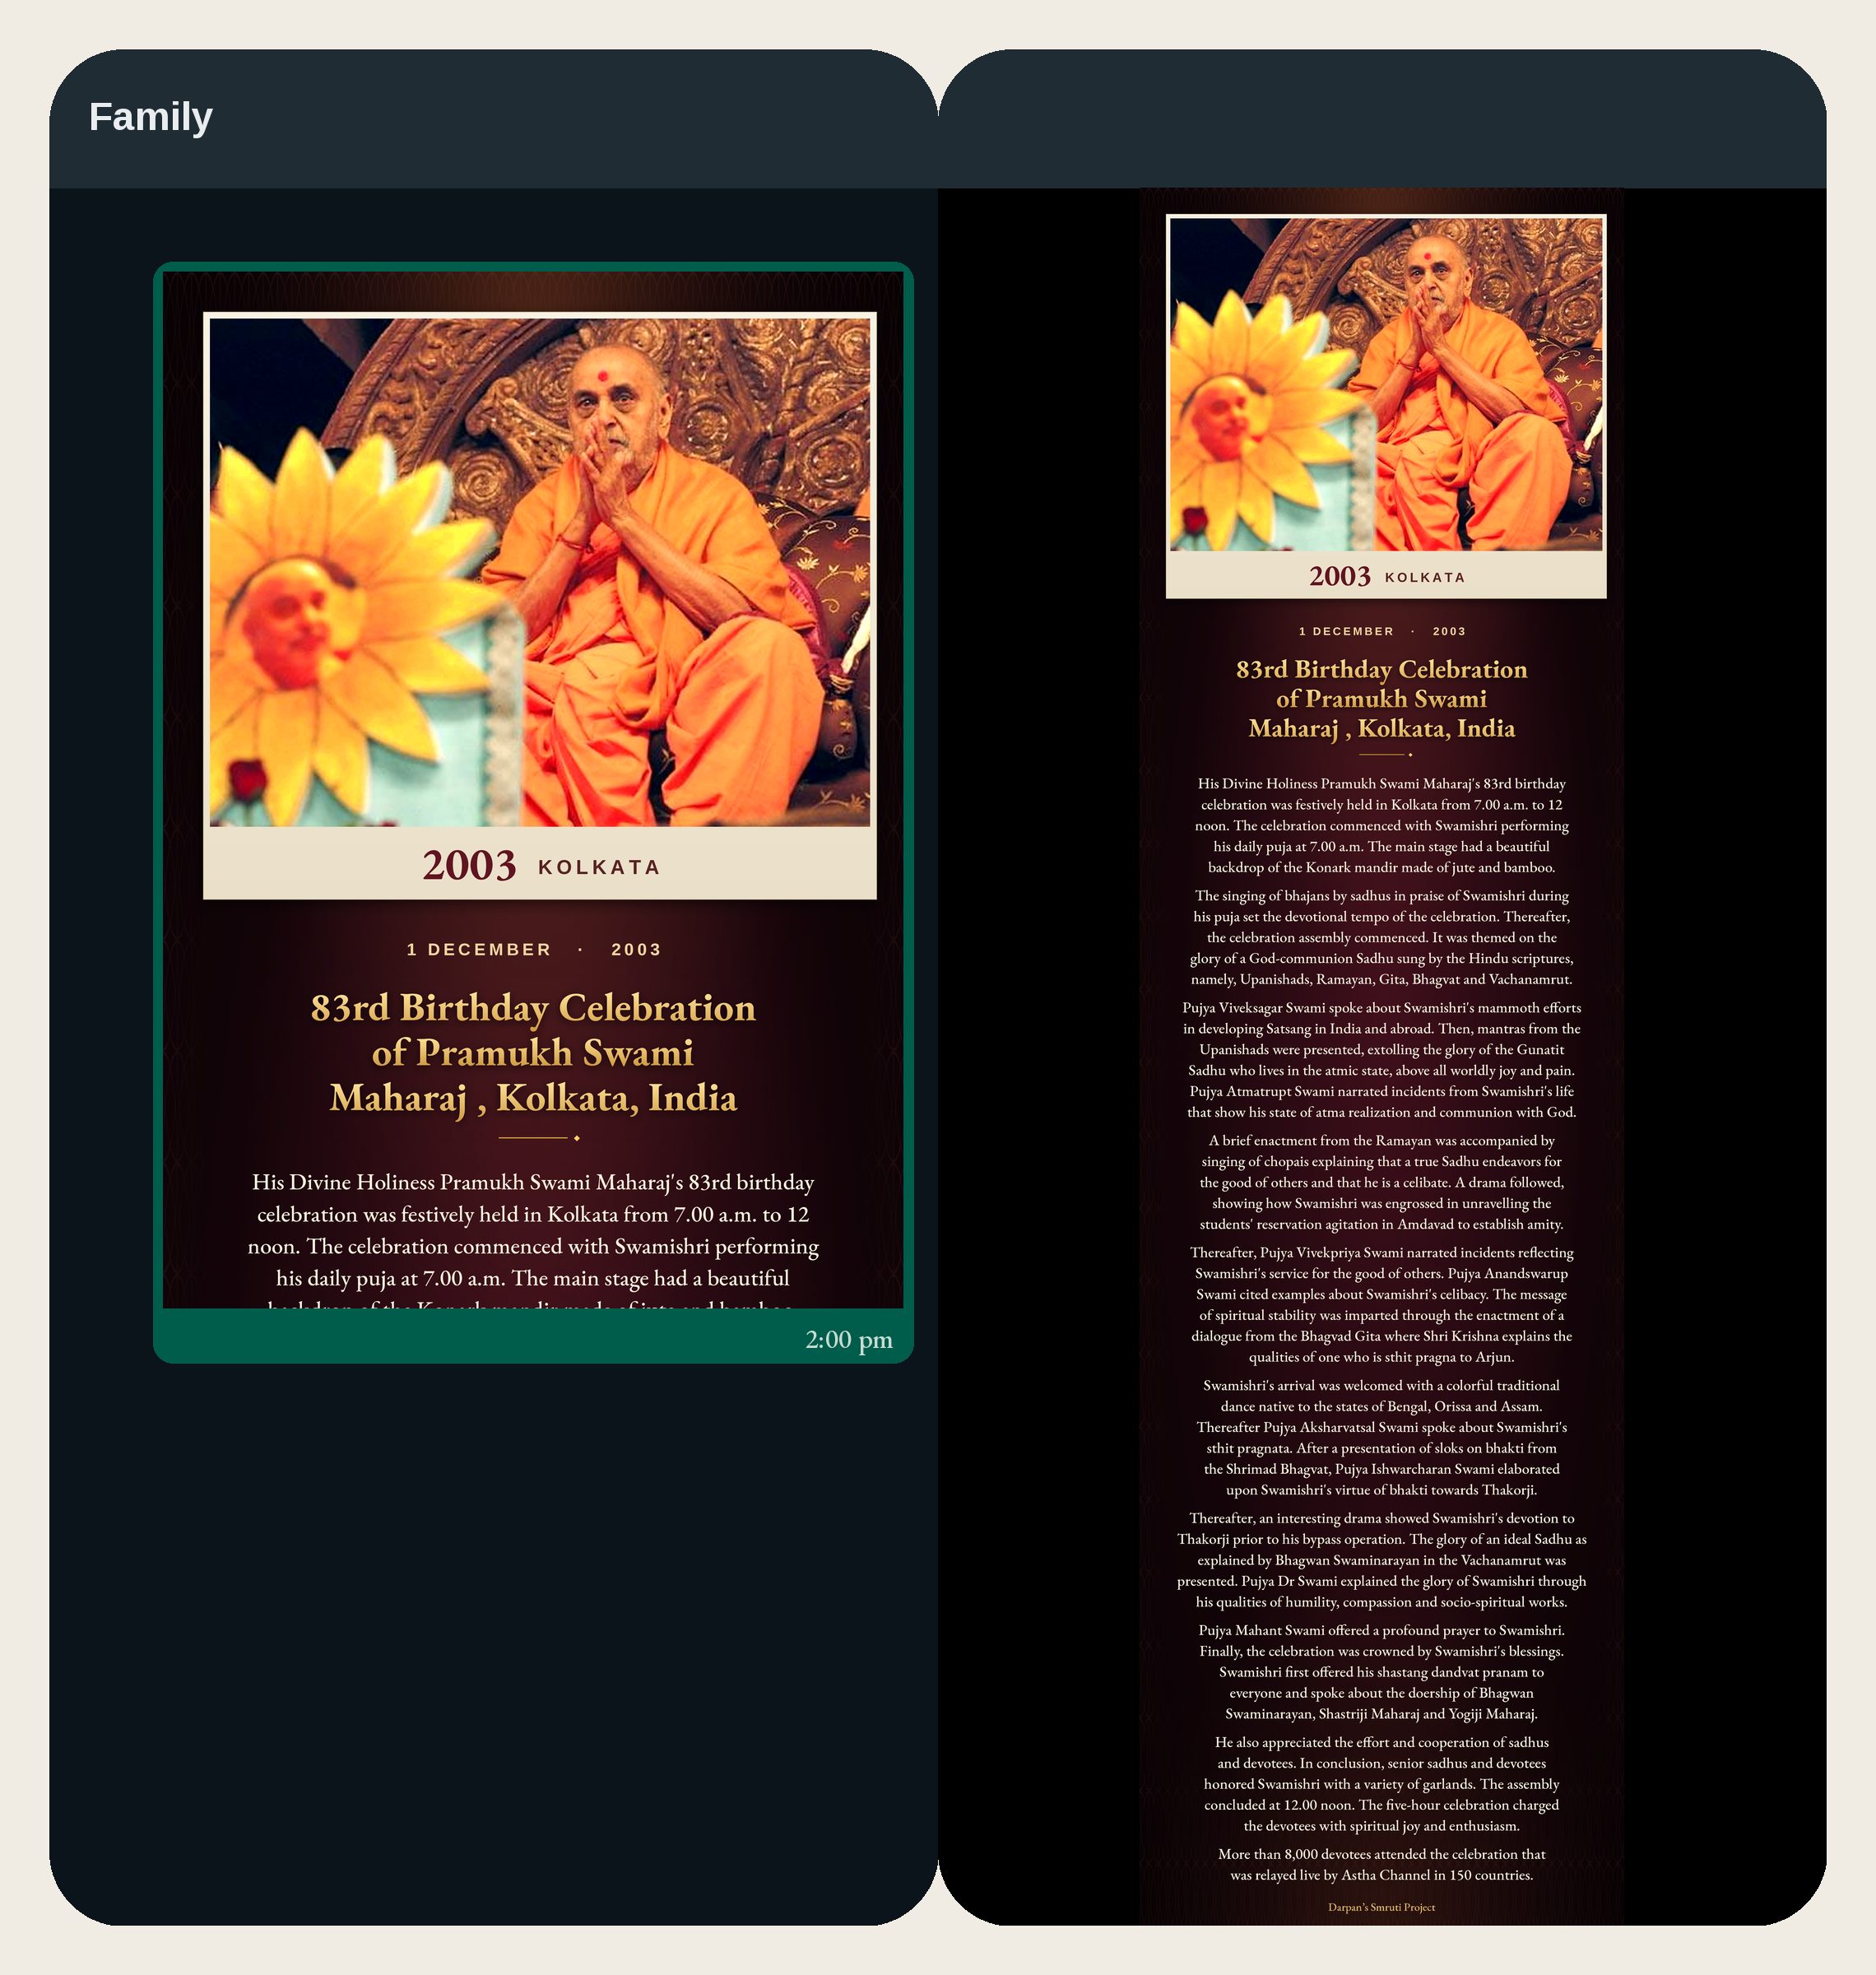 Family
2003 KOLKATA
1 DECEMBER · 2003
83rd Birthday Celebration
of Pramukh Swami
Maharaj , Kolkata, India
His Divine Holiness Pramukh Swami Maharaj's 83rd birthday
celebration was festively held in Kolkata from 7.00 a.m. to 12
noon. The celebration commenced with Swamishri performing
his daily puja at 7.00 a.m. The main stage had a beautiful
backdrop of the Konark mandir made of jute and bamboo.
2:00 pm
2003 KOLKATA
1 DECEMBER · 2003
83rd Birthday Celebration
of Pramukh Swami
Maharaj , Kolkata, India
His Divine Holiness Pramukh Swami Maharaj's 83rd birthday
celebration was festively held in Kolkata from 7.00 a.m. to 12
noon. The celebration commenced with Swamishri performing
his daily puja at 7.00 a.m. The main stage had a beautiful
backdrop of the Konark mandir made of jute and bamboo.
The singing of bhajans by sadhus in praise of Swamishri during
his puja set the devotional tempo of the celebration. Thereafter,
the celebration assembly commenced. It was themed on the
glory of a God-communion Sadhu sung by the Hindu scriptures,
namely, Upanishads, Ramayan, Gita, Bhagvat and Vachanamrut.
Pujya Viveksagar Swami spoke about Swamishri's mammoth efforts
in developing Satsang in India and abroad. Then, mantras from the
Upanishads were presented, extolling the glory of the Gunatit
Sadhu who lives in the atmic state, above all worldly joy and pain.
Pujya Atmatrupt Swami narrated incidents from Swamishri's life
that show his state of atma realization and communion with God.
A brief enactment from the Ramayan was accompanied by
singing of chopais explaining that a true Sadhu endeavors for
the good of others and that he is a celibate. A drama followed,
showing how Swamishri was engrossed in unravelling the
students' reservation agitation in Amdavad to establish amity.
Thereafter, Pujya Vivekpriya Swami narrated incidents reflecting
Swamishri's service for the good of others. Pujya Anandswarup
Swami cited examples about Swamishri's celibacy. The message
of spiritual stability was imparted through the enactment of a
dialogue from the Bhagvad Gita where Shri Krishna explains the
qualities of one who is sthit pragna to Arjun.
Swamishri's arrival was welcomed with a colorful traditional
dance native to the states of Bengal, Orissa and Assam.
Thereafter Pujya Aksharvatsal Swami spoke about Swamishri's
sthit pragnata. After a presentation of sloks on bhakti from
the Shrimad Bhagvat, Pujya Ishwarcharan Swami elaborated
upon Swamishri's virtue of bhakti towards Thakorji.
Thereafter, an interesting drama showed Swamishri's devotion to
Thakorji prior to his bypass operation. The glory of an ideal Sadhu as
explained by Bhagwan Swaminarayan in the Vachanamrut was
presented. Pujya Dr Swami explained the glory of Swamishri through
his qualities of humility, compassion and socio-spiritual works.
Pujya Mahant Swami offered a profound prayer to Swamishri.
Finally, the celebration was crowned by Swamishri's blessings.
Swamishri first offered his shastang dandvat pranam to
everyone and spoke about the doership of Bhagwan
Swaminarayan, Shastriji Maharaj and Yogiji Maharaj.
He also appreciated the effort and cooperation of sadhus
and devotees. In conclusion, senior sadhus and devotees
honored Swamishri with a variety of garlands. The assembly
concluded at 12.00 noon. The five-hour celebration charged
the devotees with spiritual joy and enthusiasm.
More than 8,000 devotees attended the celebration that
was relayed live by Astha Channel in 150 countries.
Darpan’s Smruti Project